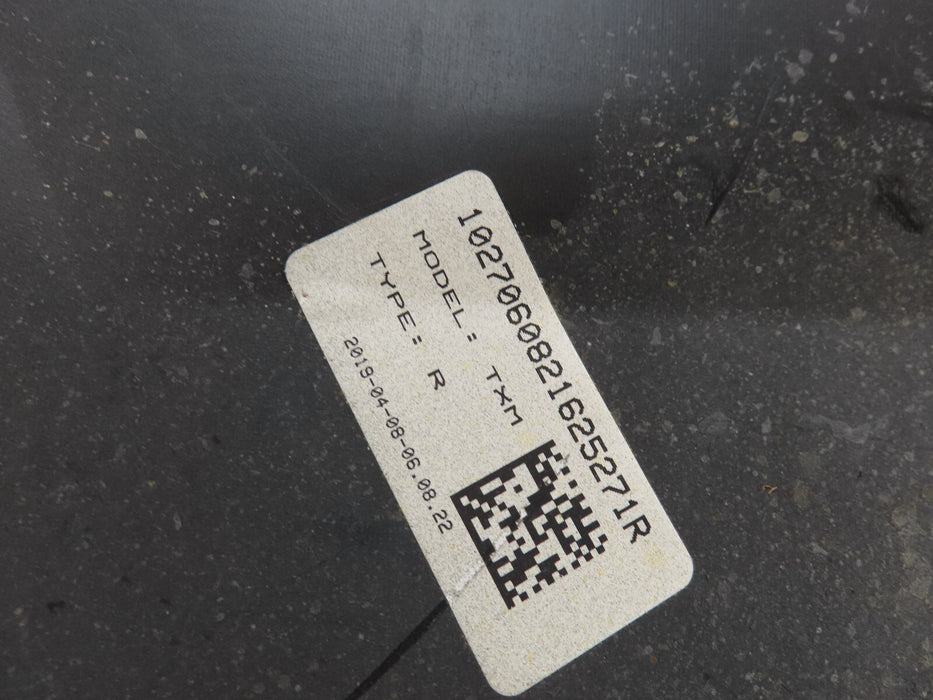 1027060821625271R
MODEL: TXM
TYPE: R
2019-04-08-06.08.22